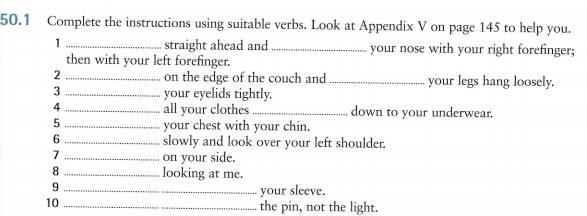 50.1 Complete the instructions using suitable verbs. Look at Appendix V on page 145 to help you.
1 .............................. straight ahead and .............................. your nose with your right forefinger;
then with your left forefinger.
2 .............................. on the edge of the couch and .............................. your legs hang loosely.
3 .............................. your eyelids tightly.
4 .............................. all your clothes .............................. down to your underwear.
5 .............................. your chest with your chin.
6 .............................. slowly and look over your left shoulder.
7 .............................. on your side.
8 .............................. looking at me.
9 .............................. .............................. your sleeve.
10 .............................. .............................. the pin, not the light.